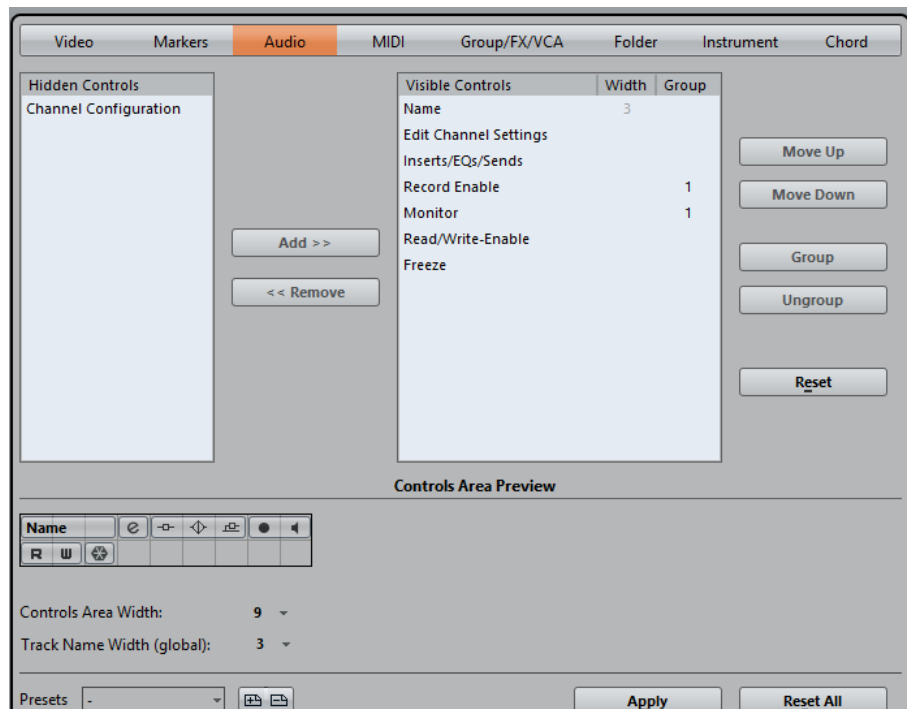 Video Markers Audio MIDI Group/FX/VCA Folder Instrument Chord
Hidden Controls
Channel Configuration
Add >>
<< Remove
Visible Controls Width Group
Name 3
Edit Channel Settings
Inserts/EQs/Sends
Record Enable 1
Monitor 1
Read/Write-Enable
Freeze
Move Up
Move Down
Group
Ungroup
Reset
Controls Area Preview
Name e
R W
Controls Area Width: 9
Track Name Width (global): 3
Presets -
Apply Reset All